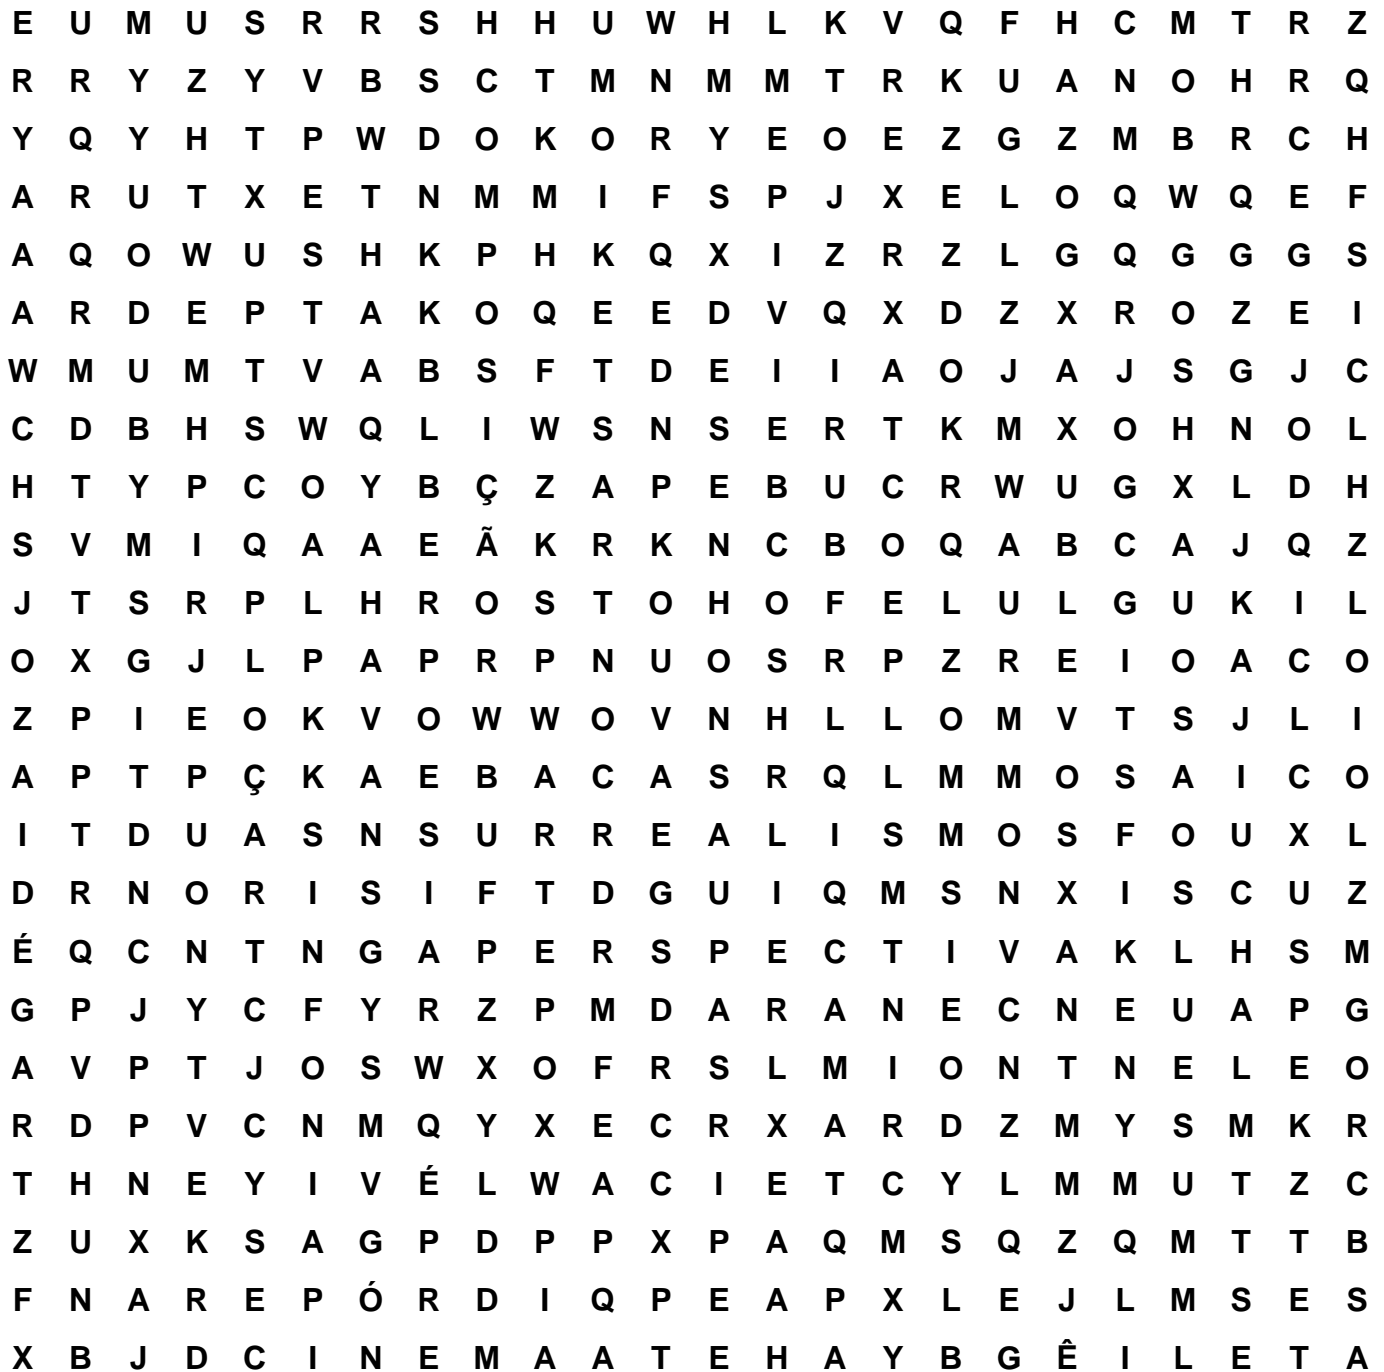 E U M U S R R S H H U W H L K V Q F H C M T R Z
R R Y Z Y V B S C T M N M M T R K U A N O H R Q
Y Q Y H T P W D O K O R Y E O E Z G Z M B R C H
A R U T X E T N M M I F S P J X E L O Q W Q E F
A Q O W U S H K P H K Q X I Z R Z L G Q G G G S
A R D E P T A K O Q E E D V Q X D Z X R O Z E I
W M U M T V A B S F T D E I I A O J A J S G J C
C D B H S W Q L I W S N S E R T K M X O H N O L
H T Y P C O Y B Ç Z A P E B U C R W U G X L D H
S V M I Q A A E Ã K R K N C B O Q A B C A J Q Z
J T S R P L H R O S T O H O F E L U L G U K I L
O X G J L P A P R P N U O S R P Z R E I O A C O
Z P I E O K V O W W O V N H L L O M V T S J L I
A P T P Ç K A E B A C A S R Q L M M O S A I C O
I T D U A S N S U R R E A L I S M O S F O U X L
D R N O R I S I F T D G U I Q M S N X I S C U Z
É Q C N T N G A P E R S P E C T I V A K L H S M
G P J Y C F Y R Z P M D A R A N E C N E U A P G
A V P T J O S W X O F R S L M I O N T N E L E O
R D P V C N M Q Y X E C R X A R D Z M Y S M K R
T H N E Y I V É L W A C I E T C Y L M M U T Z C
Z U X K S A G P D P P X P A Q M S Q Z Q M T T B
F N A R E P Ó R D I Q P E A P X L E J L M S E S
X B J D C I N E M A A T E H A Y B G Ê I L E T A